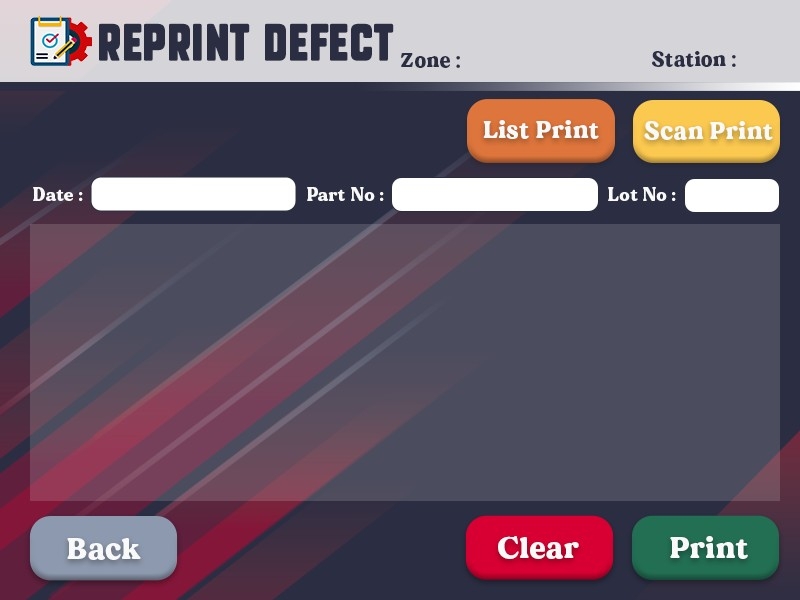 REPRINT DEFECT
Zone :
Station :
List Print
Scan Print
Date :
Part No :
Lot No :
Back
Clear
Print